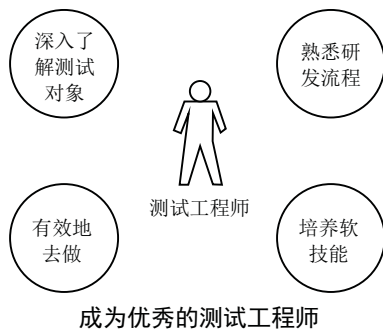 深入了
解测试
对象
熟悉研
发流程
测试工程师
有效地
去做
培养软
技能
成为优秀的测试工程师